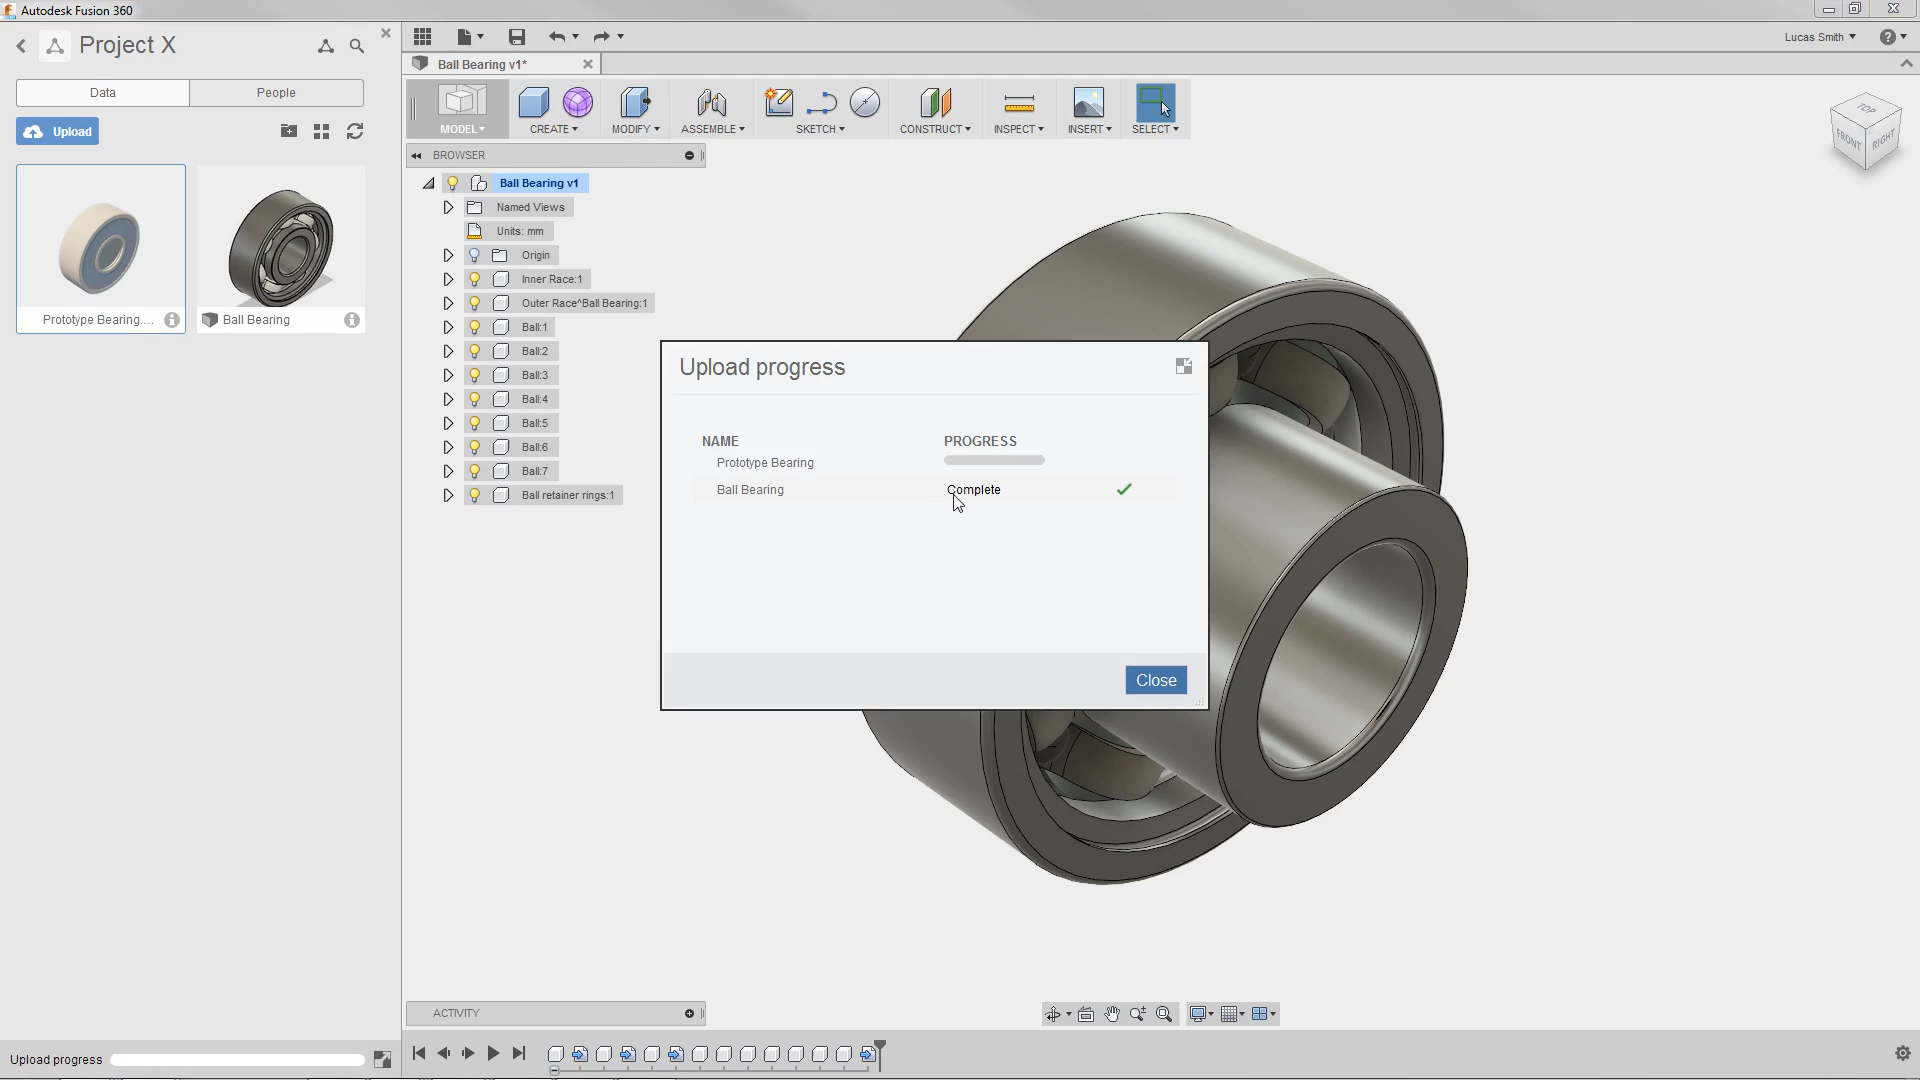 Autodesk Fusion 360
Project X
Lucas Smith
Ball Bearing v1*
Data
People
Upload
MODEL
CREATE
MODIFY
ASSEMBLE
SKETCH
CONSTRUCT
INSPECT
INSERT
SELECT
TOP
FRONT
RIGHT
BROWSER
Ball Bearing v1
Named Views
Units: mm
Origin
Inner Race:1
Outer Race^Ball Bearing:1
Ball:1
Ball:2
Ball:3
Ball:4
Ball:5
Ball:6
Ball:7
Ball retainer rings:1
Prototype Bearing....
Ball Bearing
Upload progress
NAME
PROGRESS
Prototype Bearing
Ball Bearing
Complete
Close
ACTIVITY
Upload progress